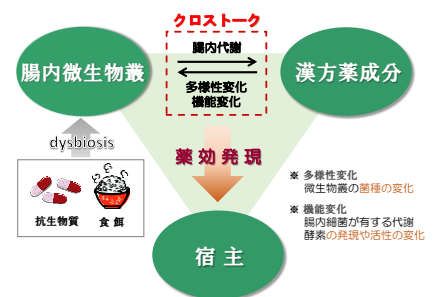 クロストーク
腸内代謝
多様性変化
機能変化
腸内微生物叢
漢方薬成分
dysbiosis
薬効発現
抗生物質
食餌
宿主
※ 多様性変化
微生物叢の菌種の変化
※ 機能変化
腸内細菌が有する代謝
酵素の発現や活性の変化